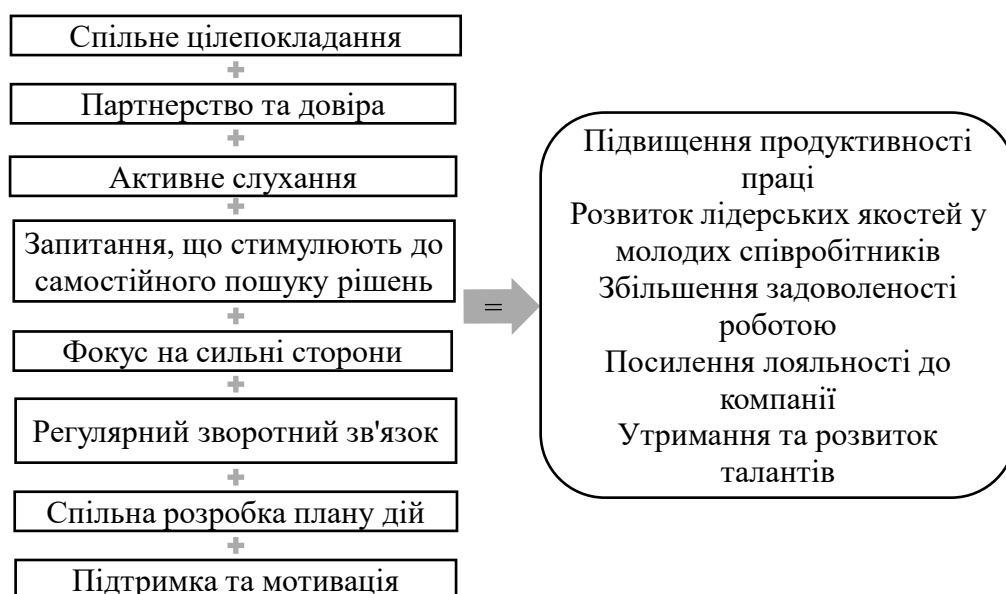 Спільне цілепокладання
Партнерство та довіра
Активне слухання
Запитання, що стимулюють до
самостійного пошуку рішень
Фокус на сильні сторони
Регулярний зворотний зв'язок
Спільна розробка плану дій
Підтримка та мотивація
=
Підвищення продуктивності
праці
Розвиток лідерських якостей у
молодих співробітників
Збільшення задоволеності
роботою
Посилення лояльності до
компанії
Утримання та розвиток
талантів